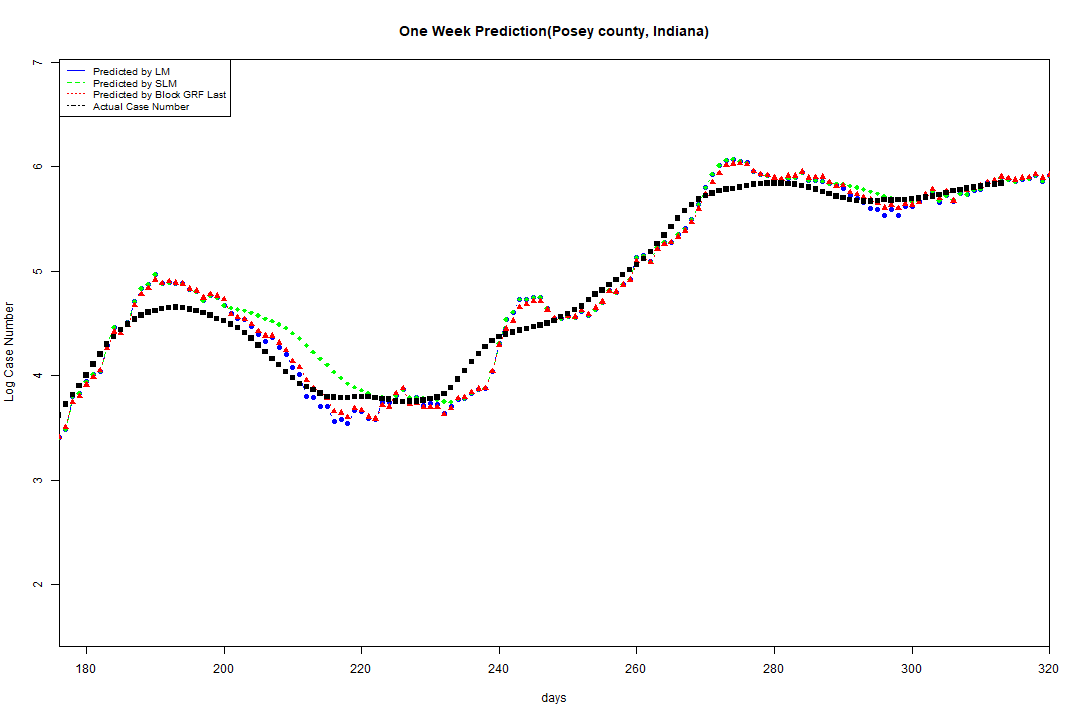 One Week Prediction(Posey county, Indiana)
Predicted by LM
Predicted by SLM
Predicted by Block GRF Last
Actual Case Number
Log Case Number
7
6
5
4
3
2
180 200 220 240 260 280 300 320
days